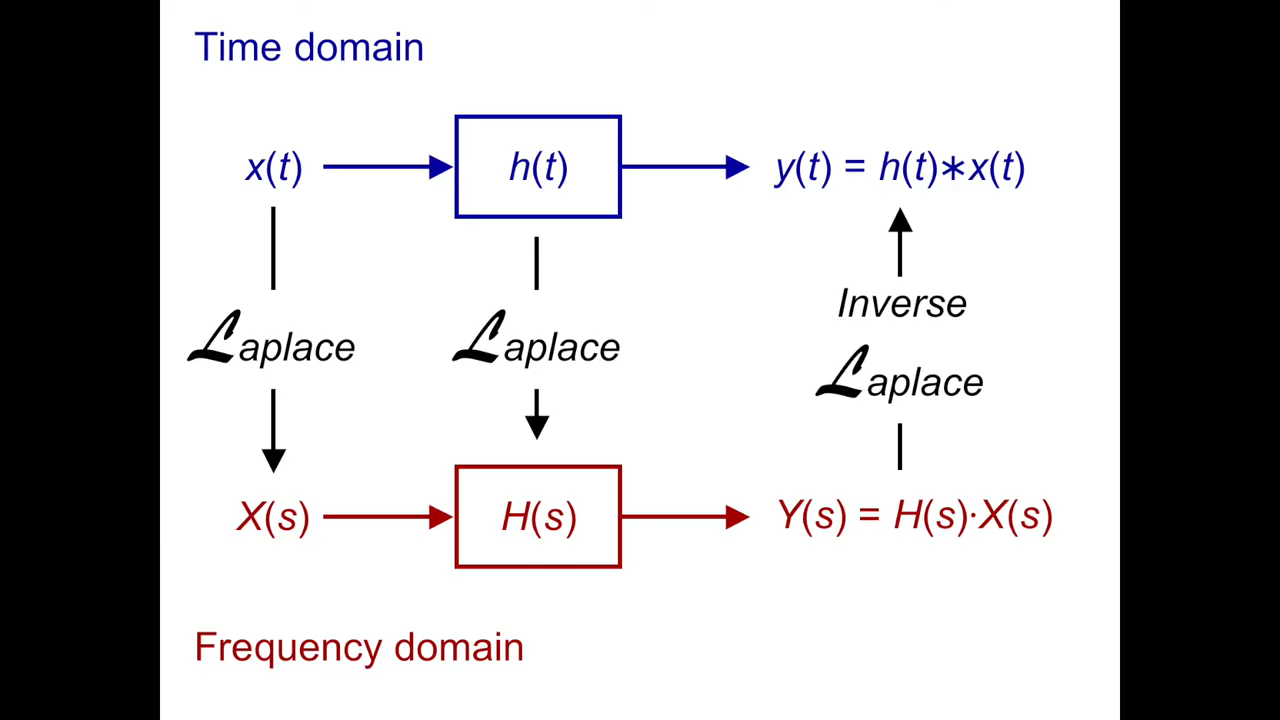 Time domain
x(t) h(t) y(t) = h(t)∗x(t)
Inverse
ℒaplace ℒaplace ℒaplace
X(s) H(s) Y(s) = H(s)·X(s)
Frequency domain